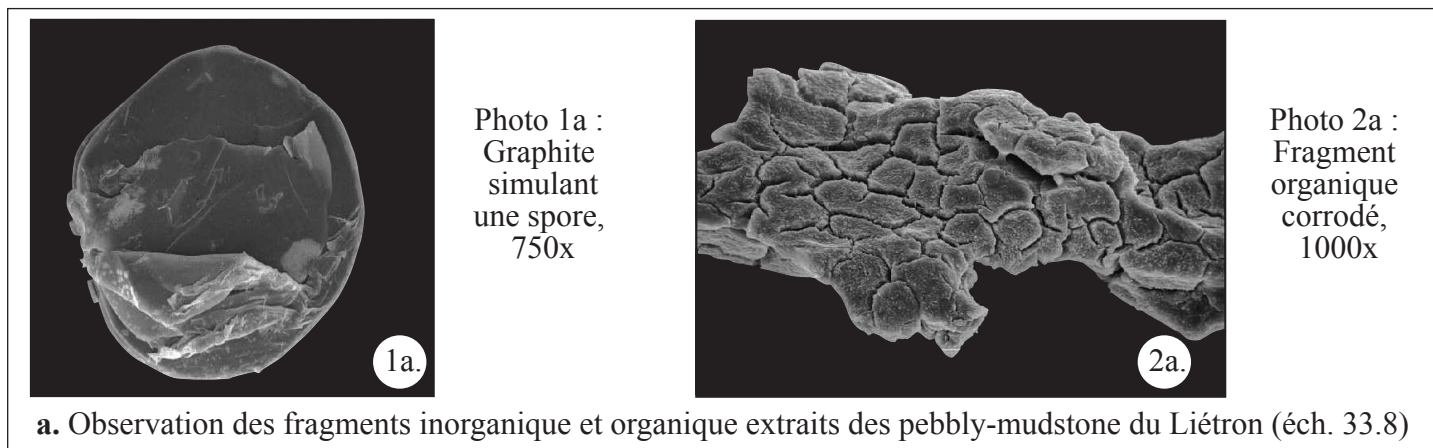 Photo 1a :
Graphite
simulant
une spore,
750x
1a.
Photo 2a :
Fragment
organique
corrodé,
1000x
2a.
a. Observation des fragments inorganique et organique extraits des pebbly-mudstone du Liétron (éch. 33.8)